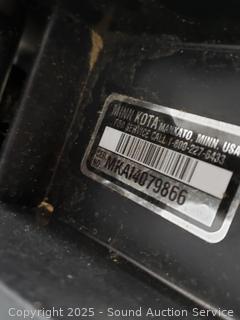 MINN KOTA MANKATO, MINN, USA
FOR SERVICE CALL 1-800-227-6433
MKA14079866
Copyright 2025 - Sound Auction Service